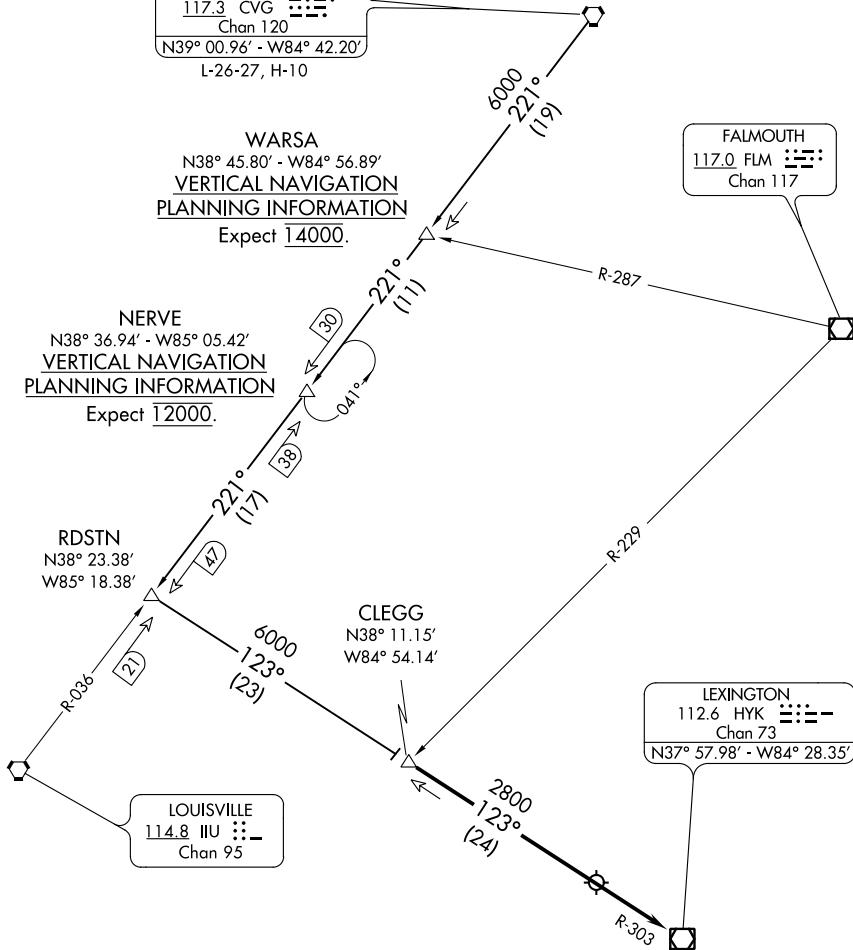 117.3 CVG
Chan 120
N39° 00.96' - W84° 42.20'
L-26-27, H-10
6000
221°
(19)
WARSA
N38° 45.80' - W84° 56.89'
VERTICAL NAVIGATION
PLANNING INFORMATION
Expect 14000.
FALMOUTH
117.0 FLM
Chan 117
R-287
221°
(11)
30
NERVE
N38° 36.94' - W85° 05.42'
VERTICAL NAVIGATION
PLANNING INFORMATION
Expect 12000.
041°
38
221°
(17)
R-229
RDSTN
N38° 23.38'
W85° 18.38'
47
21
R-036
6000
123°
(23)
CLEGG
N38° 11.15'
W84° 54.14'
LEXINGTON
112.6 HYK
Chan 73
N37° 57.98' - W84° 28.35'
LOUISVILLE
114.8 IIU
Chan 95
2800
123°
(24)
R-303